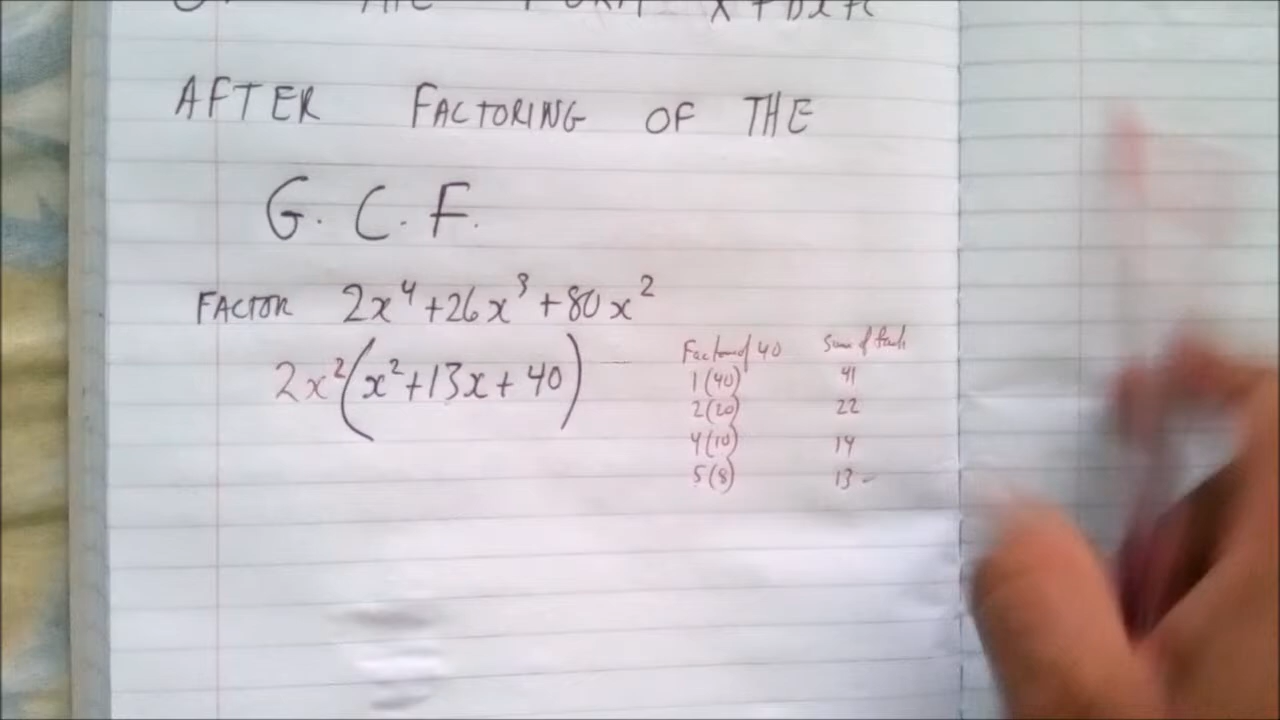 AFTER FACTORING OF THE
G. C. F.
FACTOR 2x⁴+26x³+80x²
2x²(x²+13x+40)
Factors of 40 Sum of
1(40) 41
2(20) 22
4(10) 14
5(8) 13